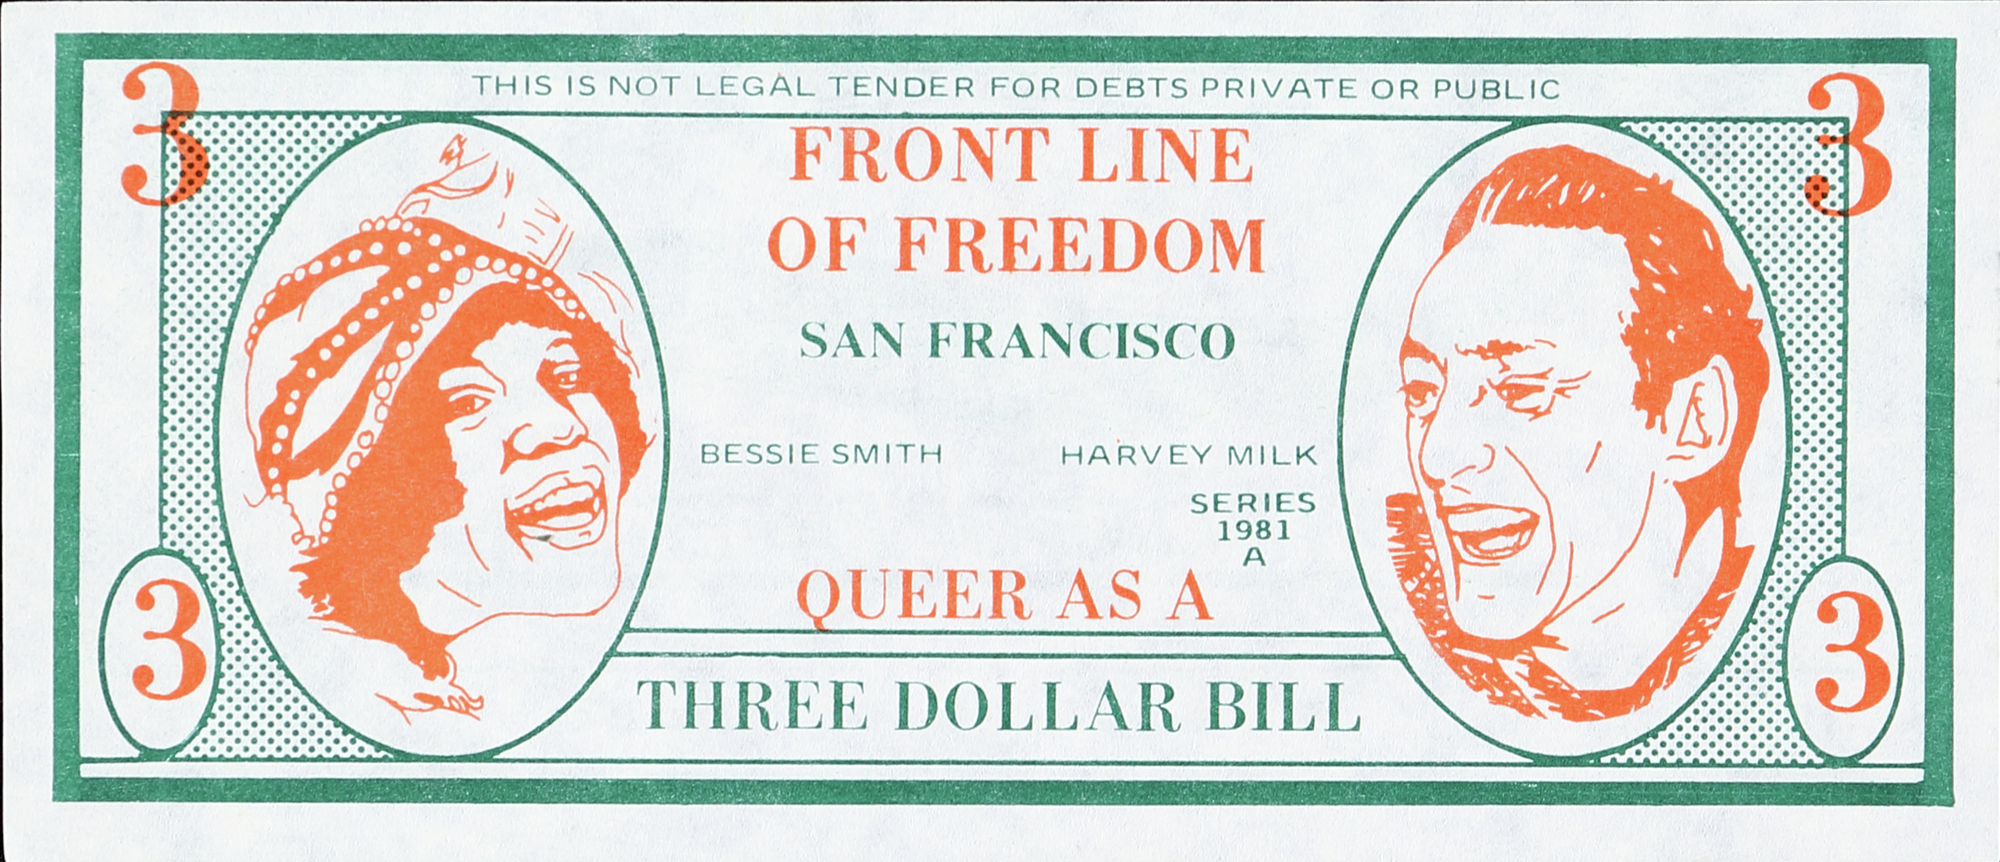 THIS IS NOT LEGAL TENDER FOR DEBTS PRIVATE OR PUBLIC
3
3
FRONT LINE
OF FREEDOM
SAN FRANCISCO
BESSIE SMITH
HARVEY MILK
SERIES
1981
A
QUEER AS A
3
3
THREE DOLLAR BILL